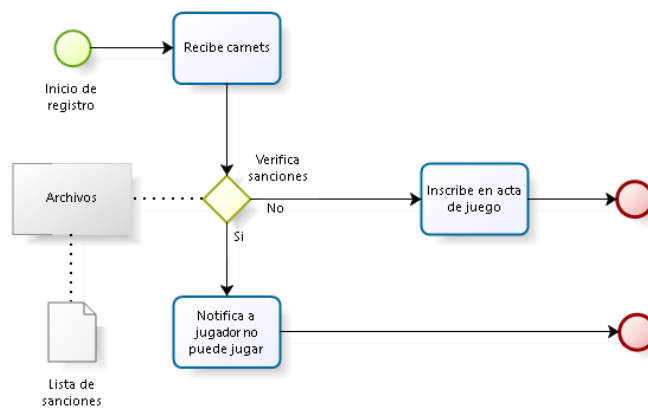 Recibe carnets
Inicio de
registro
Verifica
sanciones
Archivos
Inscribe en acta
de juego
No
Si
Notifica a
jugador no
puede jugar
Lista de
sanciones